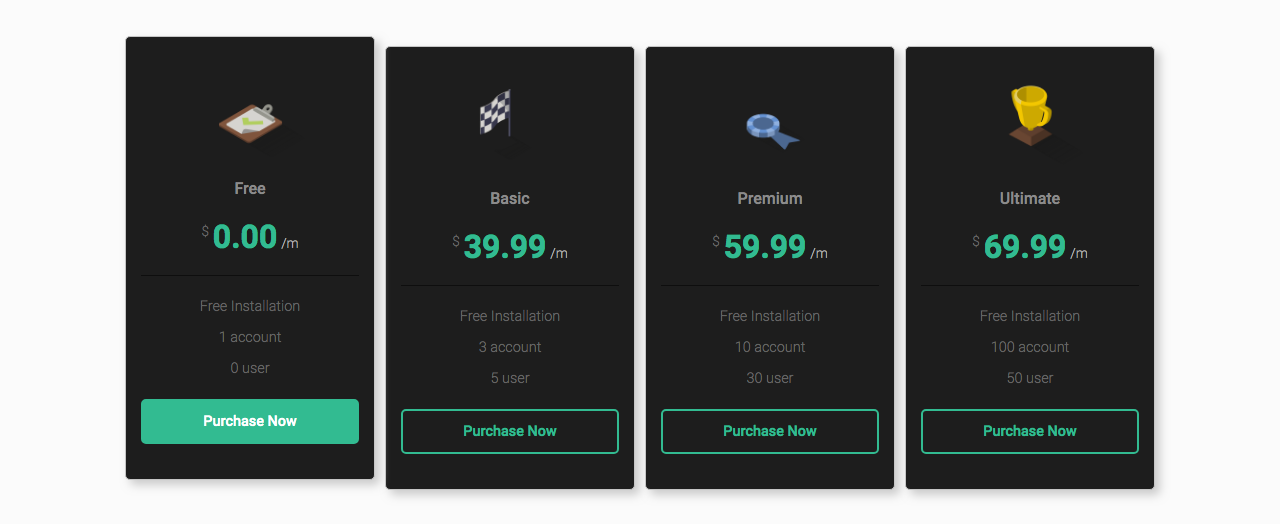 Free
$ 0.00 /m
Free Installation
1 account
0 user
Purchase Now
Basic
$ 39.99 /m
Free Installation
3 account
5 user
Purchase Now
Premium
$ 59.99 /m
Free Installation
10 account
30 user
Purchase Now
Ultimate
$ 69.99 /m
Free Installation
100 account
50 user
Purchase Now